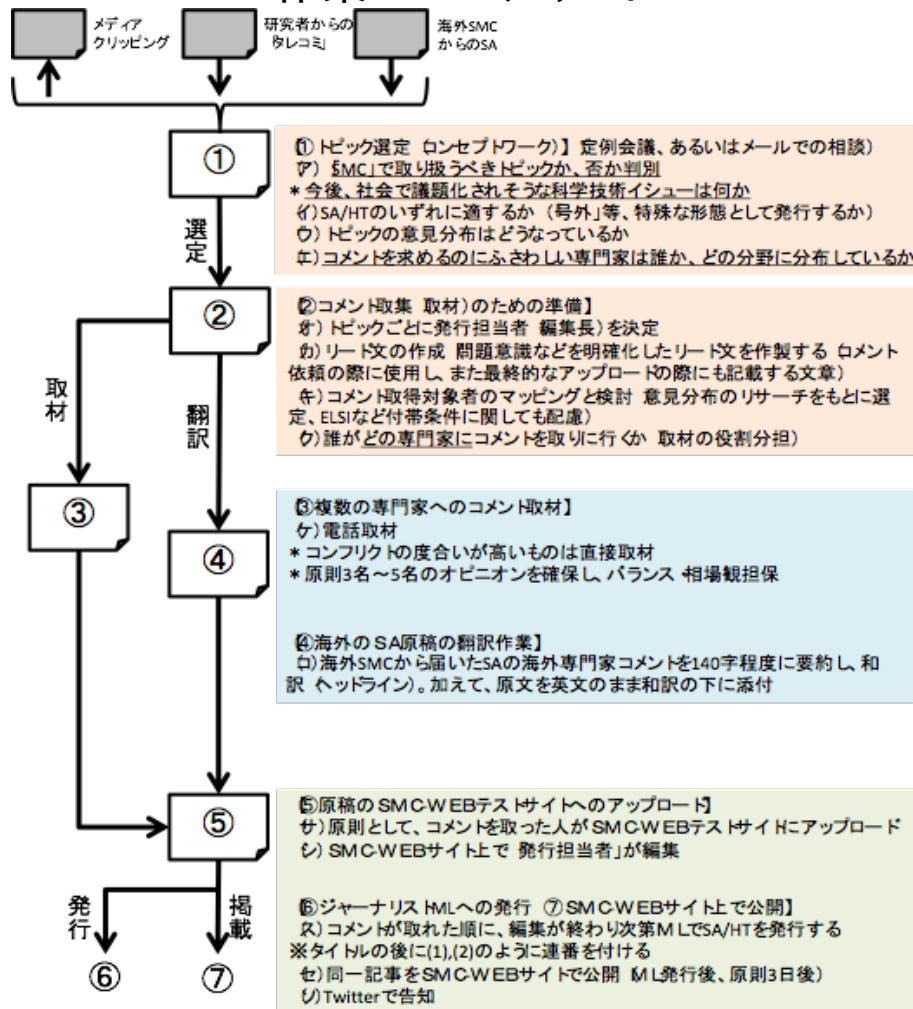 メディア
クリッピング
研究者からの
「タレコミ」
海外SMC
からのSA
①
選定
②
取材
翻訳
③
④
⑤
発行
掲載
⑥
⑦
【①トピック選定（コンセプトワーク）】（定例会議、あるいはメールでの相談）
ア）「SMC」で取り扱うべきトピックか、否か判別
＊今後、社会で議題化されそうな科学技術イシューは何か
イ）SA/HTのいずれに適するか（「号外」等、特殊な形態として発行するか）
ウ）トピックの意見分布はどうなっているか
エ）コメントを求めるのにふさわしい専門家は誰か、どの分野に分布しているか
【②コメント収集（取材）のための準備】
オ）トピックごとに発行担当者（編集長）を決定
カ）リード文の作成（問題意識などを明確化したリード文を作製する（コメント
依頼の際に使用し、また最終的なアップロードの際にも記載する文章）
キ）コメント取得対象者のマッピングと検討（意見分布のリサーチをもとに選
定、ELSIなど付帯条件に関しても配慮）
ク）誰がどの専門家にコメントを取りに行くか（取材の役割分担）
【③複数の専門家へのコメント取材】
ケ）電話取材
＊コンフリクトの度合いが高いものは直接取材
＊原則3名～5名のオピニオンを確保し、バランス・相場観担保
【④海外のSA原稿の翻訳作業】
コ）海外SMCから届いたSAの海外専門家コメントを140字程度に要約し、和
訳（ヘッドライン）。加えて、原文を英文のまま和訳の下に添付
【⑤原稿のSMC-WEBテストサイトへのアップロード】
サ）原則として、コメントを取った人がSMC-WEBテストサイトにアップロード
シ）SMC-WEBサイト上で「発行担当者」が編集
【⑥ジャーナリストMLへの発行 ⑦SMC-WEBサイト上で公開】
ス）コメントが取れた順に、編集が終わり次第MLでSA/HTを発行する
※タイトルの後に(1),(2)のように連番を付ける
セ）同一記事をSMC-WEBサイトで公開（ML発行後、原則3日後）
ソ）Twitterで告知